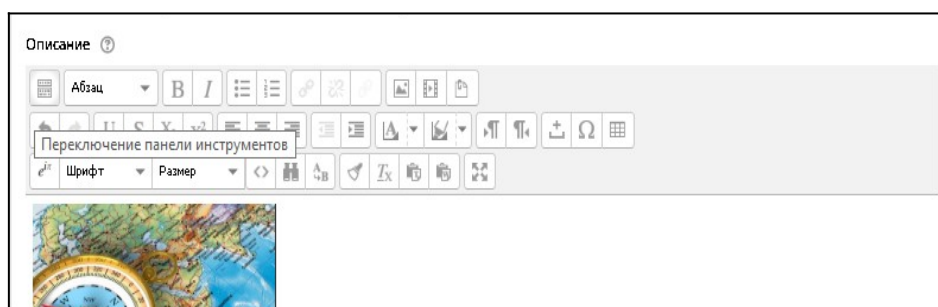 Описание
Абзац
B I
Переключение панели инструментов
Шрифт Размер